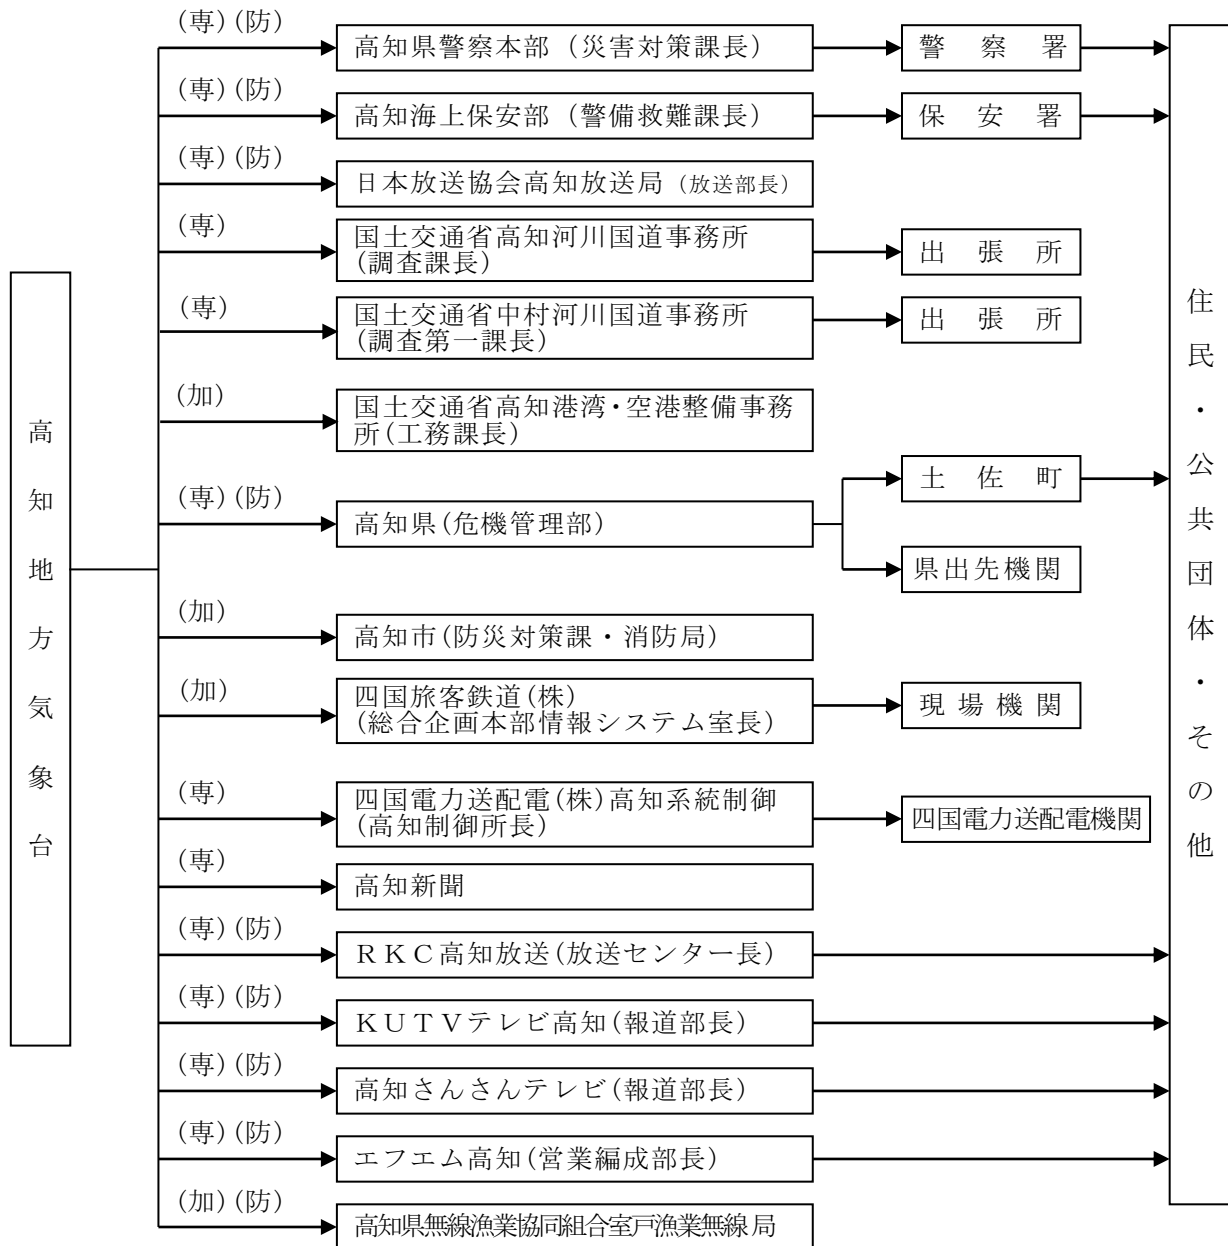 高知地方気象台
(専)(防)
高知県警察本部（災害対策課長）
警察署
(専)(防)
高知海上保安部（警備救難課長）
保安署
(専)(防)
日本放送協会高知放送局（放送部長）
(専)
国土交通省高知河川国道事務所
(調査課長)
出張所
(専)
国土交通省中村河川国道事務所
(調査第一課長)
出張所
(加)
国土交通省高知港湾・空港整備事務
所(工務課長)
(専)(防)
高知県(危機管理部)
土佐町
県出先機関
(加)
高知市(防災対策課・消防局)
(加)
四国旅客鉄道(株)
(総合企画本部情報システム室長)
現場機関
(専)
四国電力送配電(株)高知系統制御
(高知制御所長)
四国電力送配電機関
(専)
高知新聞
(専)(防)
ＲＫＣ高知放送(放送センター長)
(専)(防)
ＫＵＴＶテレビ高知(報道部長)
(専)(防)
高知さんさんテレビ(報道部長)
(専)(防)
エフエム高知(営業編成部長)
(加)(防)
高知県無線漁業協同組合室戸漁業無線局
住民・公共団体・その他